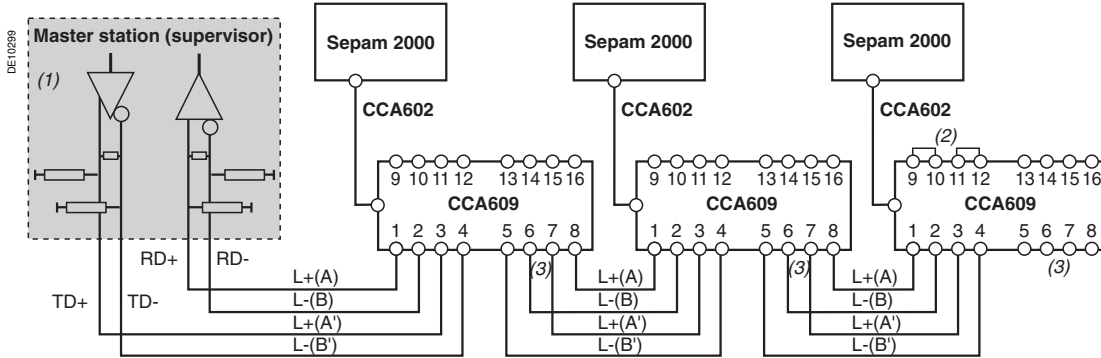 DE10299
Master station (supervisor)
(1)
Sepam 2000
Sepam 2000
Sepam 2000
CCA602
CCA602
CCA602
(2)
9 10 11 12 13 14 15 16
9 10 11 12 13 14 15 16
9 10 11 12 13 14 15 16
CCA609
CCA609
CCA609
1 2 3 4 5 6 7 8
1 2 3 4 5 6 7 8
1 2 3 4 5 6 7 8
(3)
(3)
(3)
RD+ RD-
TD+ TD-
L+(A)
L-(B)
L+(A')
L-(B')
L+(A)
L-(B)
L+(A')
L-(B')
L+(A)
L-(B)
L+(A')
L-(B')